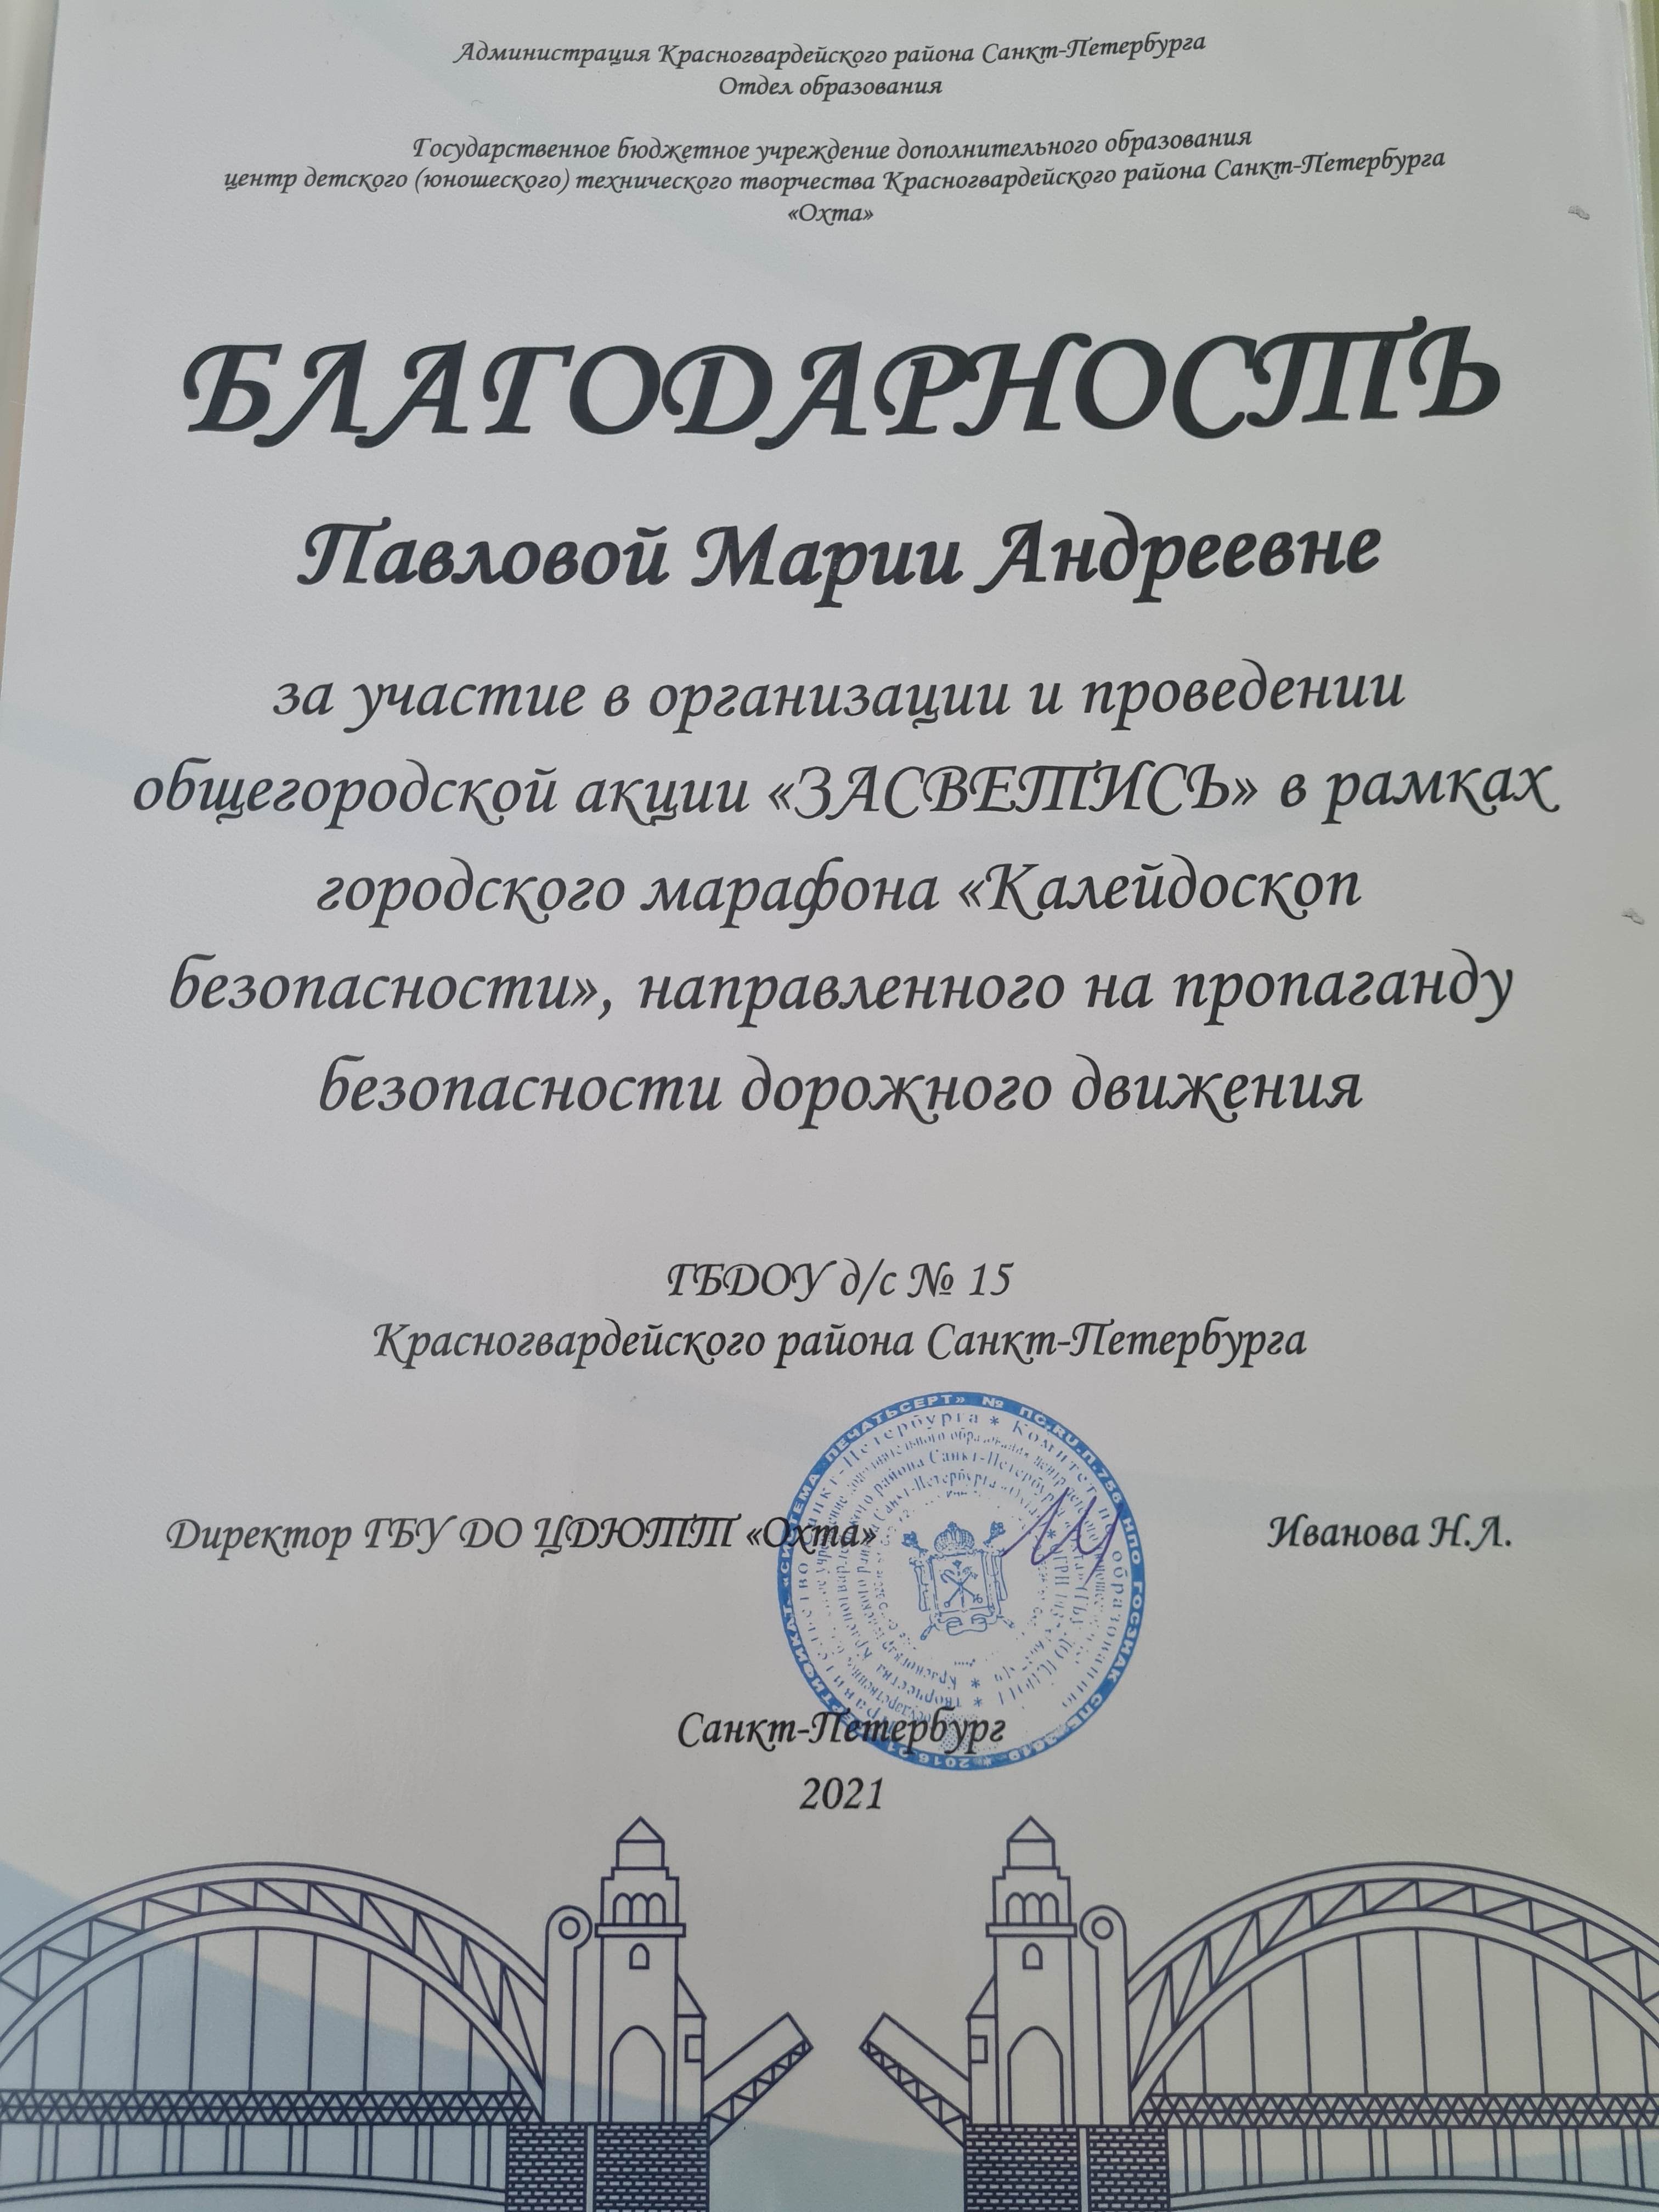 Администрация Красногвардейского района Санкт-Петербурга
Отдел образования
Государственное бюджетное учреждение дополнительного образования
центр детского (юношеского) технического творчества Красногвардейского района Санкт-Петербурга
«Охта»
БЛАГОДАРНОСТЬ
Павловой Марии Андреевне
за участие в организации и проведении
общегородской акции «ЗАСВЕТИСЬ» в рамках
городского марафона «Калейдоскоп
безопасности», направленного на пропаганду
безопасности дорожного движения
ГБДОУ д/с № 15
Красногвардейского района Санкт-Петербурга
Директор ГБУ ДО ЦДЮТТ «Охта»
Иванова Н.Л.
Санкт-Петербург
2021